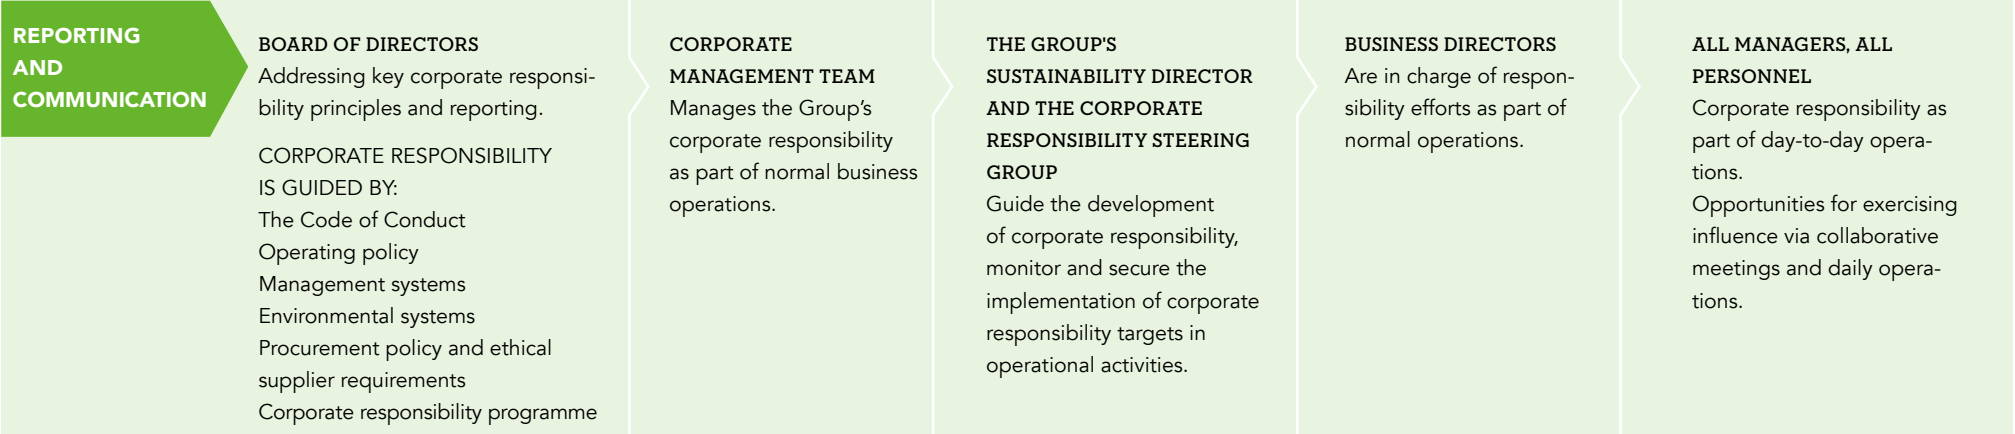 REPORTING
AND
COMMUNICATION
BOARD OF DIRECTORS
Addressing key corporate responsi-
bility principles and reporting.
CORPORATE RESPONSIBILITY
IS GUIDED BY:
The Code of Conduct
Operating policy
Management systems
Environmental systems
Procurement policy and ethical
supplier requirements
Corporate responsibility programme
CORPORATE
MANAGEMENT TEAM
Manages the Group’s
corporate responsibility
as part of normal business
operations.
THE GROUP'S
SUSTAINABILITY DIRECTOR
AND THE CORPORATE
RESPONSIBILITY STEERING
GROUP
Guide the development
of corporate responsibility,
monitor and secure the
implementation of corporate
responsibility targets in
operational activities.
BUSINESS DIRECTORS
Are in charge of respon-
sibility efforts as part of
normal operations.
ALL MANAGERS, ALL
PERSONNEL
Corporate responsibility as
part of day-to-day opera-
tions.
Opportunities for exercising
influence via collaborative
meetings and daily opera-
tions.